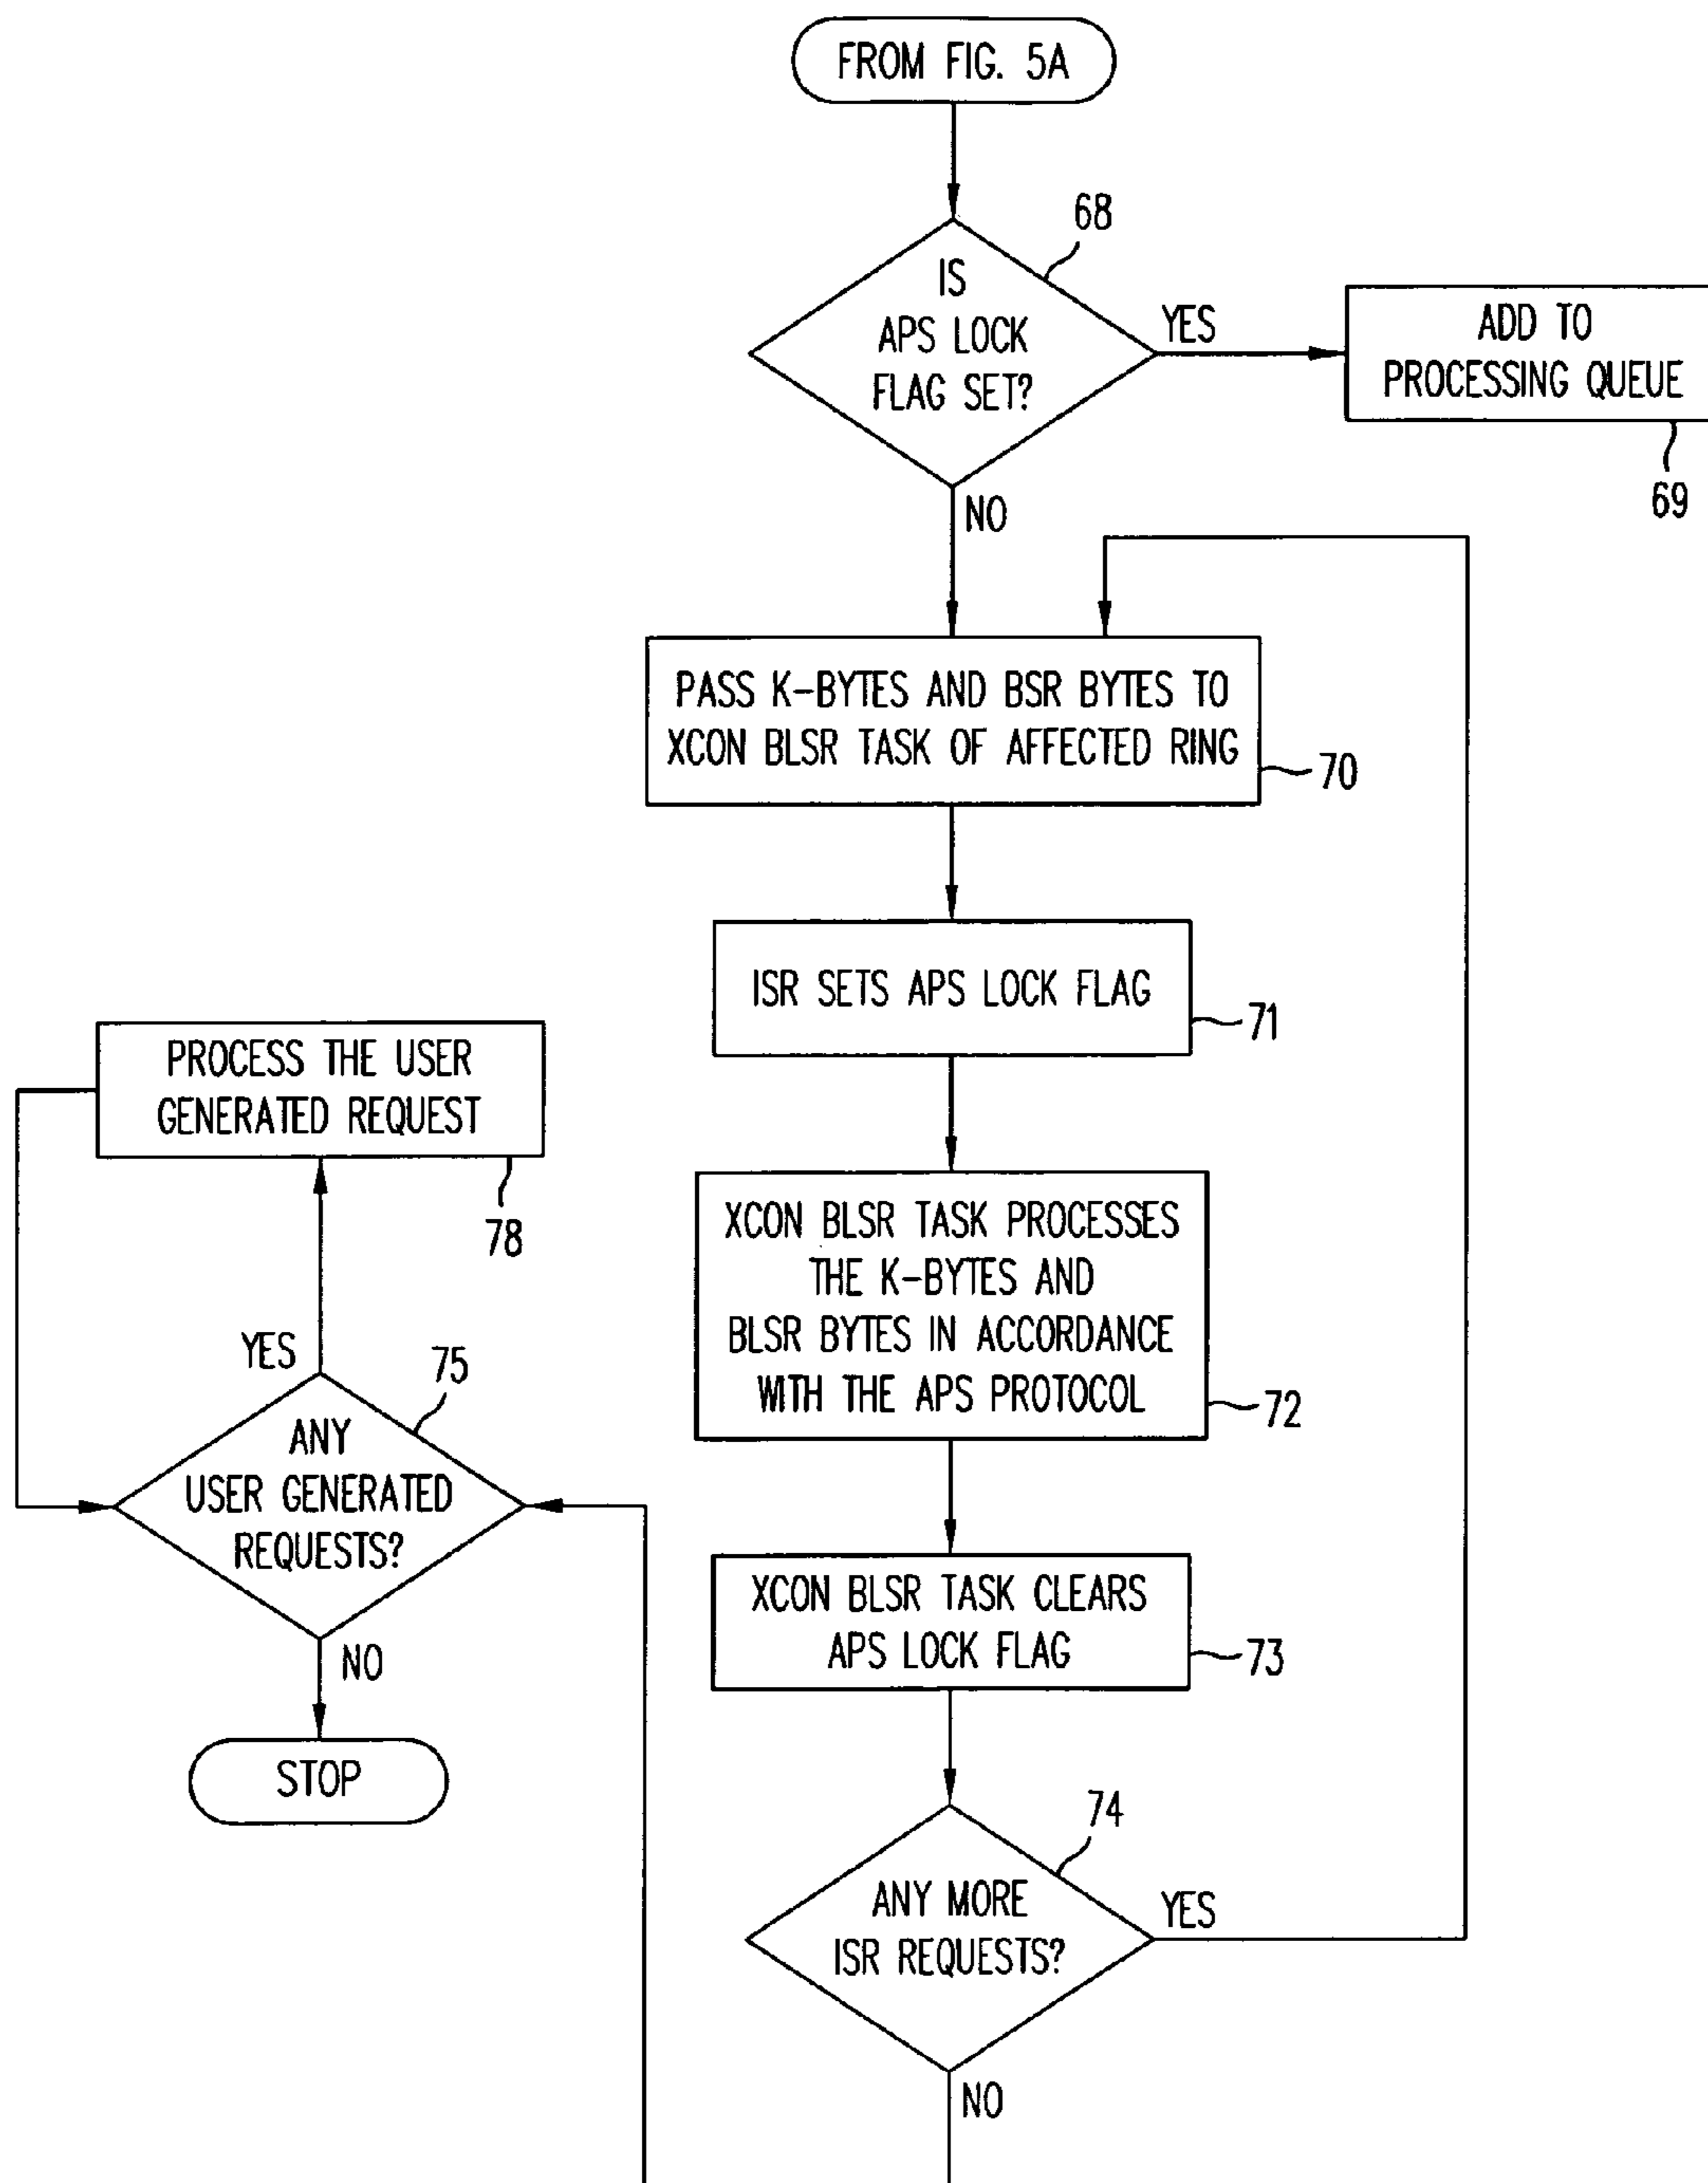 FROM FIG. 5A
68
IS
APS LOCK
FLAG SET?
YES
ADD TO
PROCESSING QUEUE
69
NO
PASS K-BYTES AND BSR BYTES TO
XCON BLSR TASK OF AFFECTED RING
70
ISR SETS APS LOCK FLAG
71
XCON BLSR TASK PROCESSES
THE K-BYTES AND
BLSR BYTES IN ACCORDANCE
WITH THE APS PROTOCOL
72
XCON BLSR TASK CLEARS
APS LOCK FLAG
73
74
ANY MORE
ISR REQUESTS?
YES
NO
PROCESS THE USER
GENERATED REQUEST
78
YES
75
ANY
USER GENERATED
REQUESTS?
NO
STOP